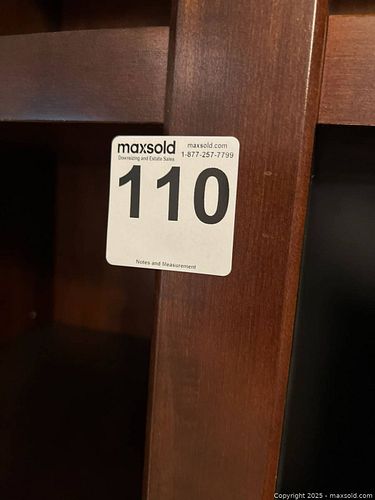 maxsold maxsold.com
Downsizing and Estate Sales 1-877-257-7799
110
Notes and Measurement
Copyright 2025 - maxsold.com